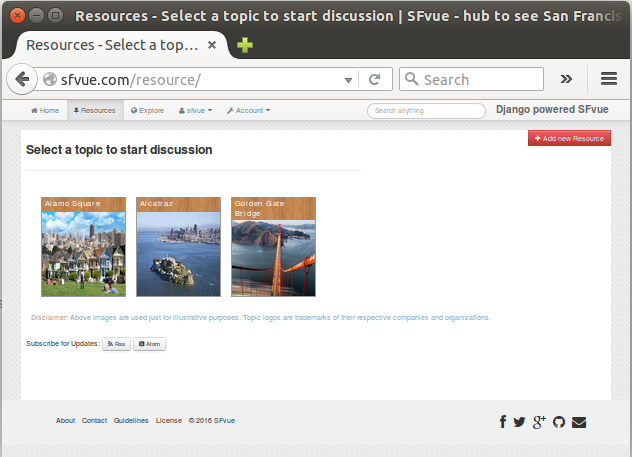 Resources - Select a topic to start discussion | SFvue - hub to see San Francis
Resources - Select a top...
sfvue.com/resource/
Search
Home
Resources
Explore
sfvue
Account
Search anything
Django powered SFvue
Add new Resource
Select a topic to start discussion
Alamo Square
Alcatraz
Golden Gate
Bridge
Disclaimer: Above images are used just for illustrative purposes. Topic logos are trademarks of their respective companies and organizations.
Subscribe for Updates: Rss Atom
About Contact Guidelines License © 2016 SFvue